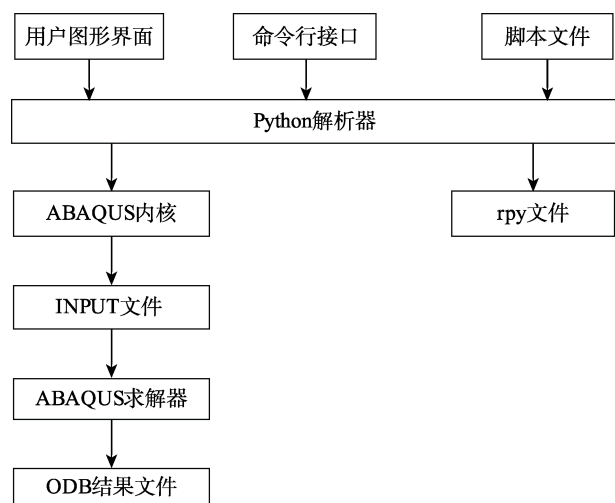 用户图形界面
命令行接口
脚本文件
Python解析器
ABAQUS内核
rpy文件
INPUT文件
ABAQUS求解器
ODB结果文件